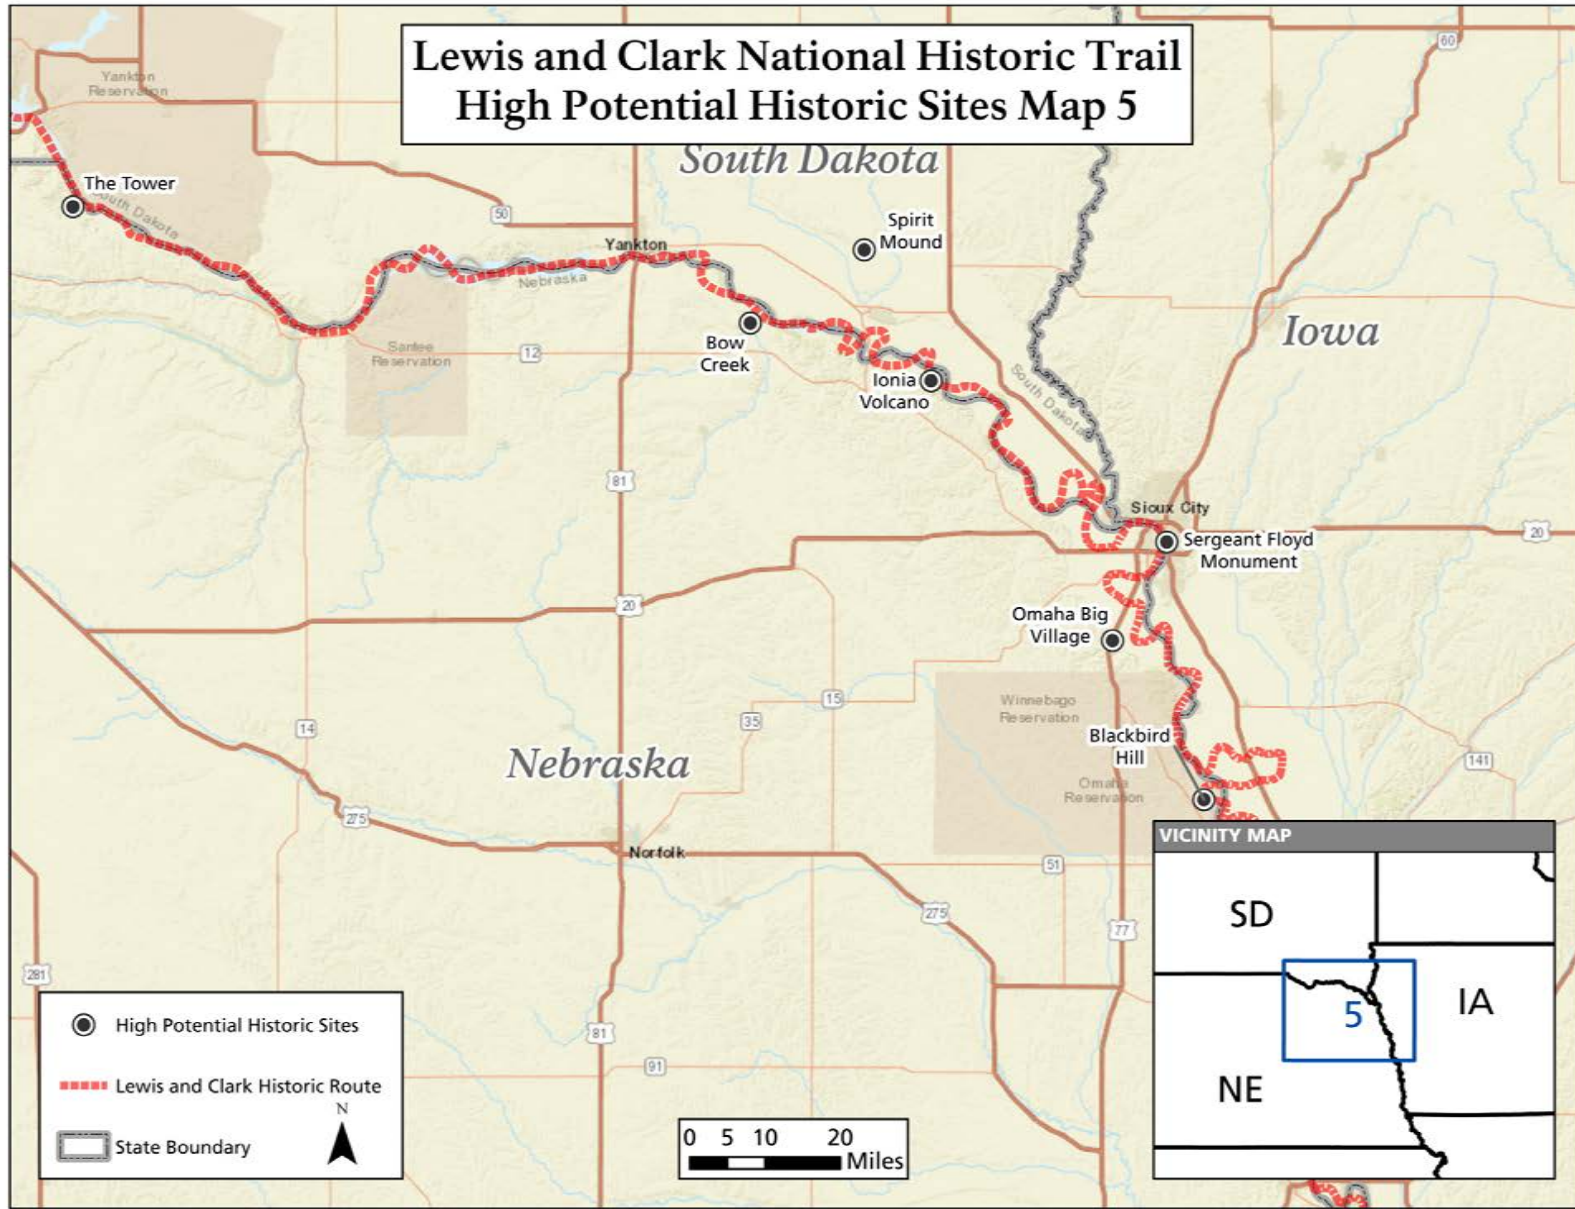 Lewis and Clark National Historic Trail
High Potential Historic Sites Map 5
60
Yankton
Reservation
South Dakota
The Tower
South Dakota
50
Spirit
Mound
Yankton
Nebraska
Iowa
Santee
Reservation
12
Bow
Creek
Ionia
Volcano
South Dakota
81
Sioux City
20
Sergeant Floyd
Monument
20
Omaha Big
Village
Winnebago
Reservation
14
35
15
Blackbird
Hill
Nebraska
141
Omaha
Reservation
275
Norfolk
51
275
77
281
81
91
High Potential Historic Sites
Lewis and Clark Historic Route
N
State Boundary
0 5 10 20
Miles
VICINITY MAP
SD
5
IA
NE